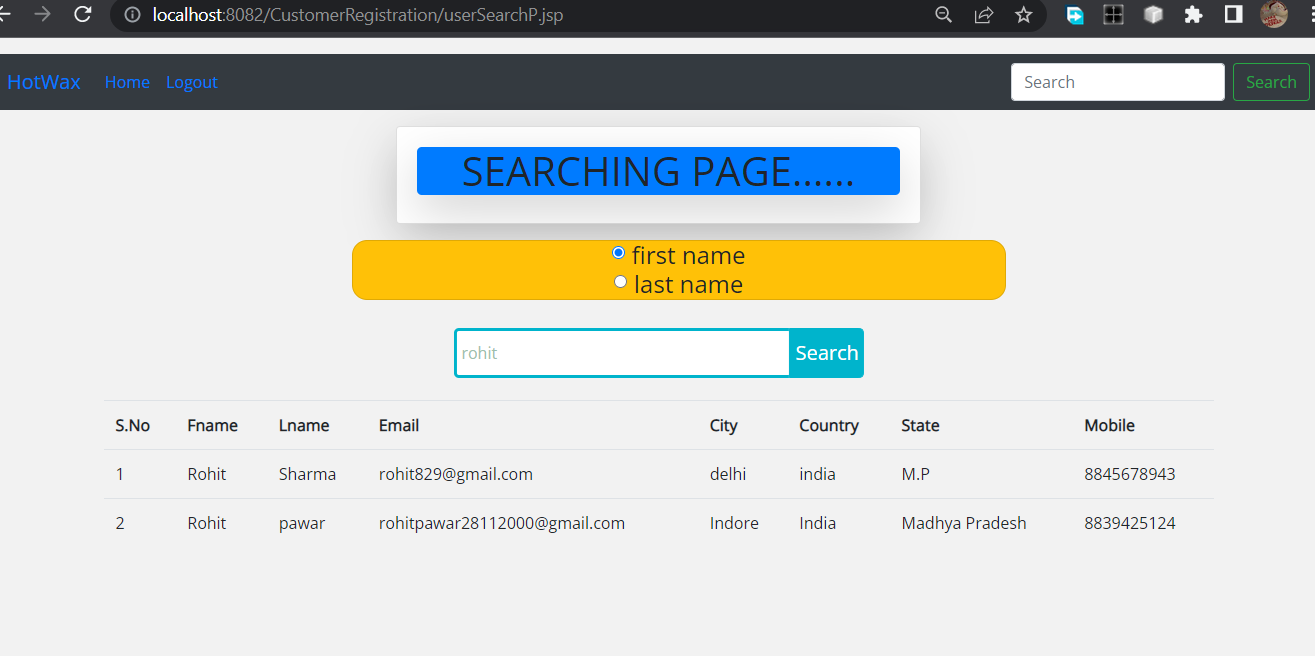 localhost:8082/CustomerRegistration/userSearchP.jsp
HotWax Home Logout Search Search
SEARCHING PAGE......
first name
last name
rohit Search
S.No Fname Lname Email City Country State Mobile
1 Rohit Sharma rohit829@gmail.com delhi india M.P 8845678943
2 Rohit pawar rohitpawar28112000@gmail.com Indore India Madhya Pradesh 8839425124